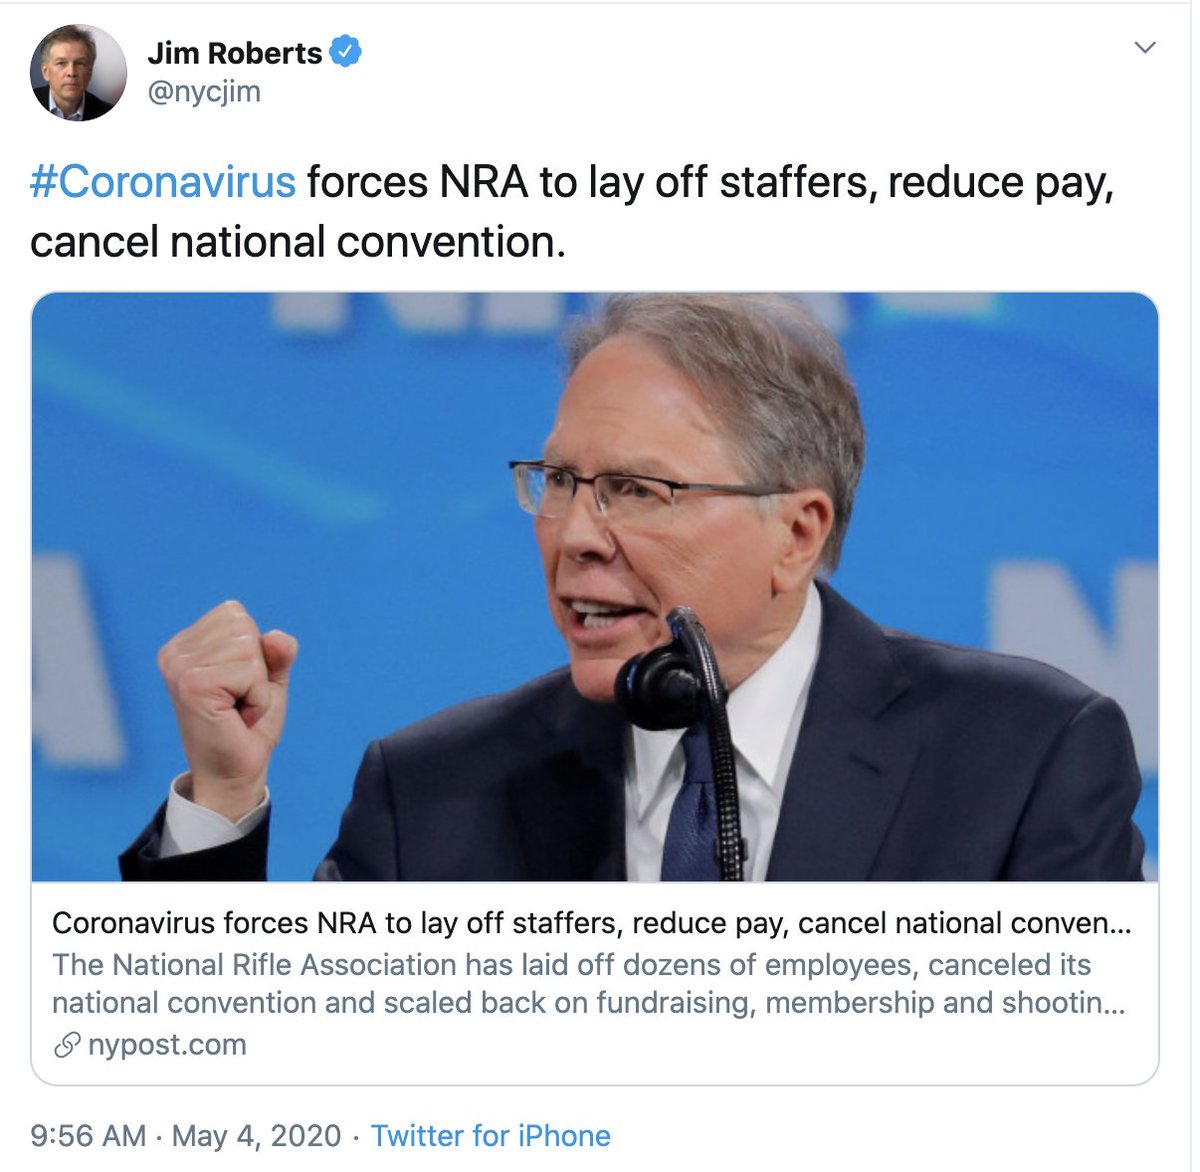 Jim Roberts
@nycjim
#Coronavirus forces NRA to lay off staffers, reduce pay,
cancel national convention.
Coronavirus forces NRA to lay off staffers, reduce pay, cancel national conven...
The National Rifle Association has laid off dozens of employees, canceled its
national convention and scaled back on fundraising, membership and shootin...
nypost.com
9:56 AM · May 4, 2020 · Twitter for iPhone